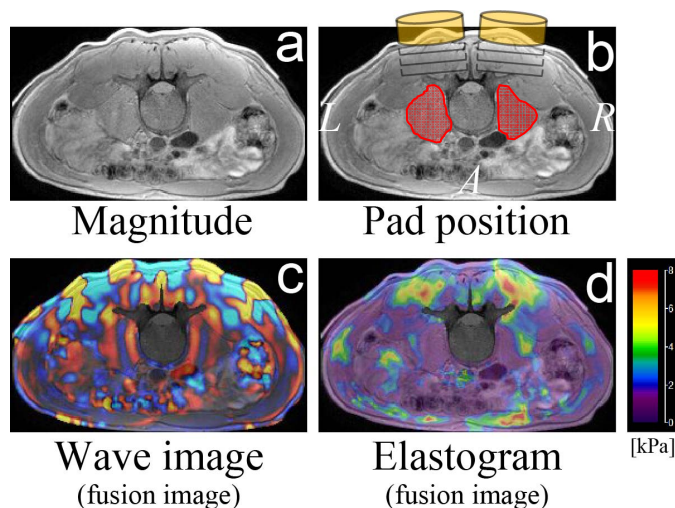 a
b
L
R
A
Magnitude
Pad position
c
d
8
6
4
2
0
[kPa]
Wave image
(fusion image)
Elastogram
(fusion image)